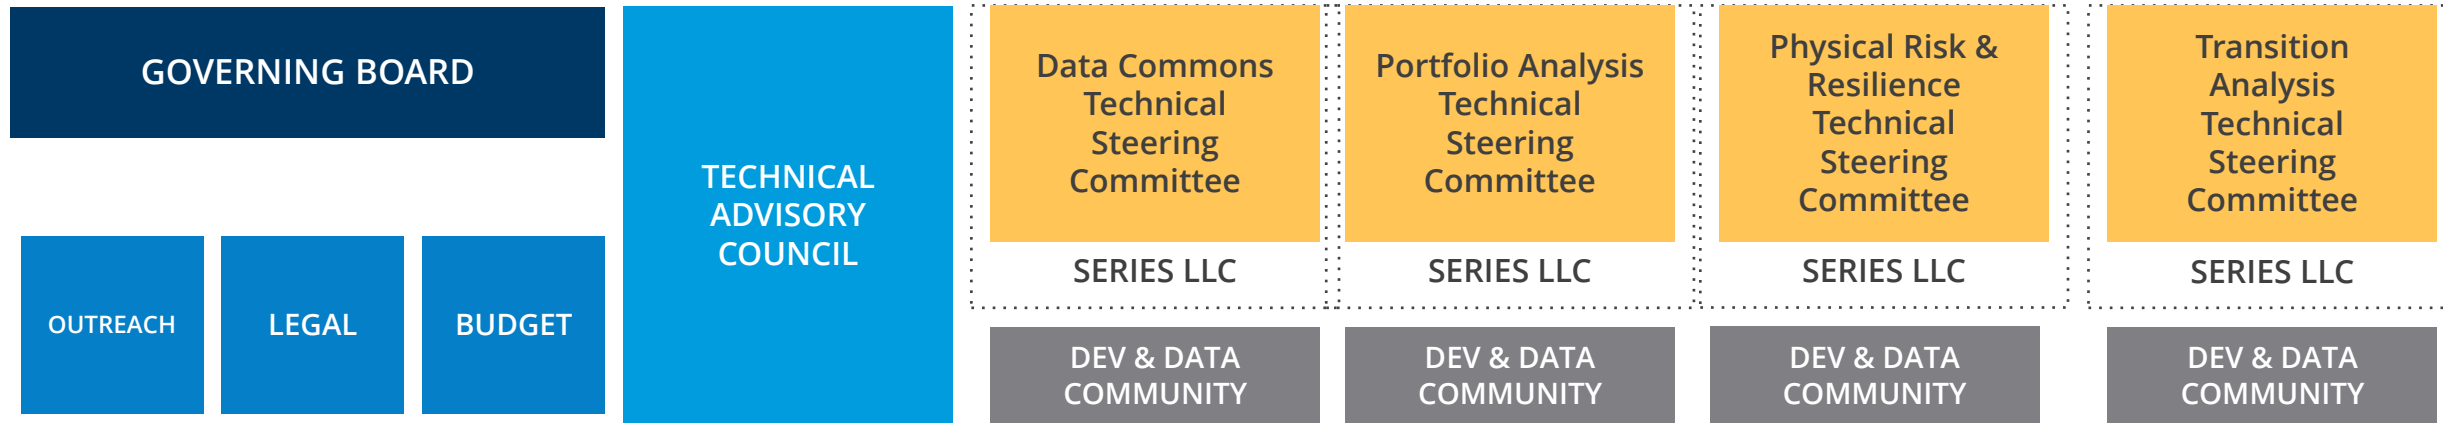 GOVERNING BOARD
OUTREACH
LEGAL
BUDGET
TECHNICAL
ADVISORY
COUNCIL
Data Commons
Technical
Steering
Committee
SERIES LLC
DEV & DATA
COMMUNITY
Portfolio Analysis
Technical
Steering
Committee
SERIES LLC
DEV & DATA
COMMUNITY
Physical Risk &
Resilience
Technical
Steering
Committee
SERIES LLC
DEV & DATA
COMMUNITY
Transition
Analysis
Technical
Steering
Committee
SERIES LLC
DEV & DATA
COMMUNITY